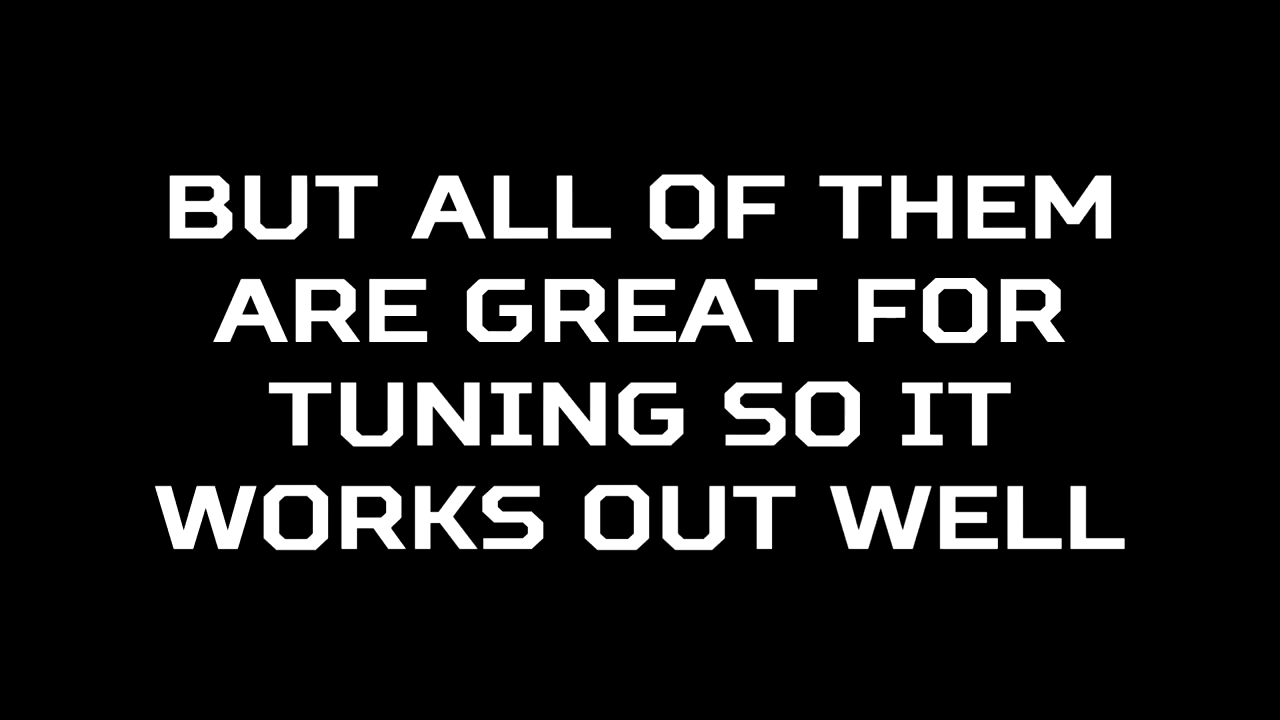 BUT ALL OF THEM
ARE GREAT FOR
TUNING SO IT
WORKS OUT WELL